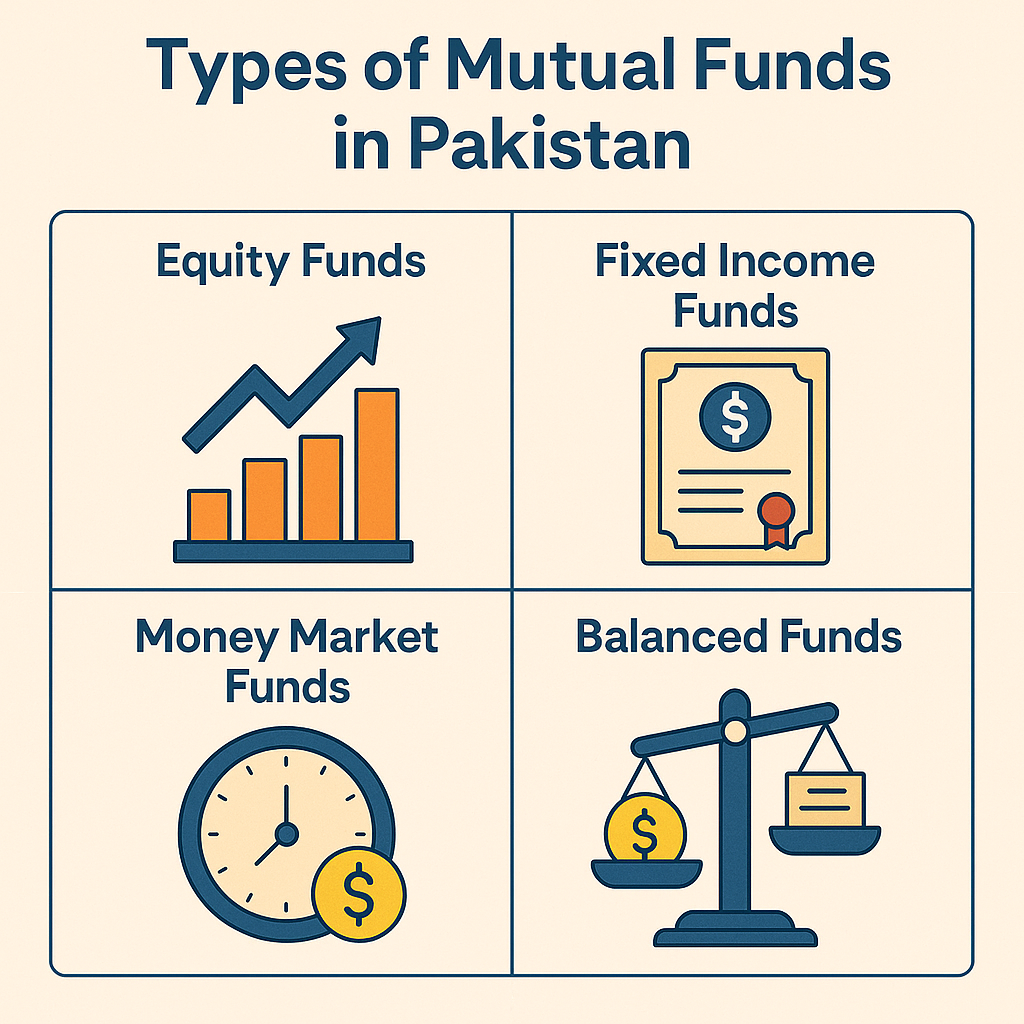 Types of Mutual Funds
in Pakistan
Equity Funds
Fixed Income
Funds
$
Money Market
Funds
$
Balanced Funds
$